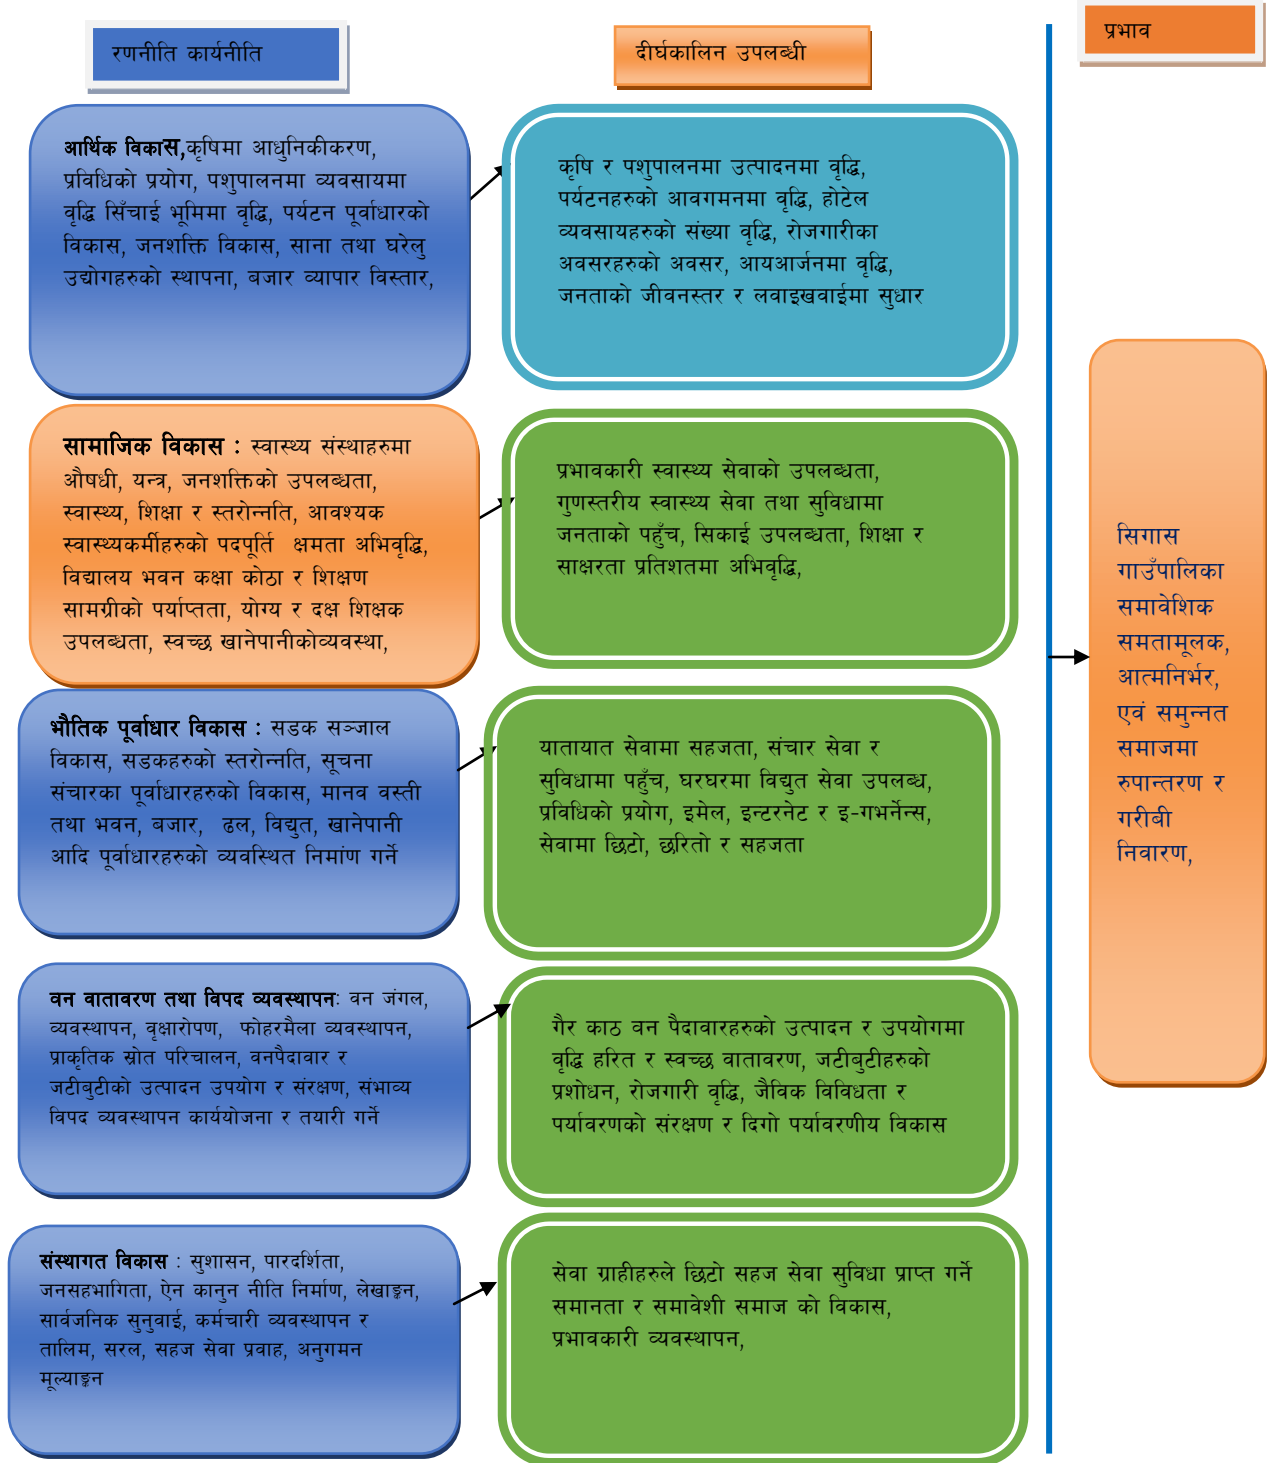 रणनीति कार्यनीति
दीर्घकालिन उपलब्धी
प्रभाव
आर्थिक विकास,कृषिमा आधुनिकीकरण,
प्रविधिको प्रयोग, पशुपालनमा व्यवसायमा
वृद्धि सिँचाई भूमिमा वृद्धि, पर्यटन पूर्वाधारको
विकास, जनशक्ति विकास, साना तथा घरेलु
उद्योगहरुको स्थापना, बजार व्यापार विस्तार,
कृषि र पशुपालनमा उत्पादनमा वृद्धि,
पर्यटनहरुको आवगमनमा वृद्धि, होटेल
व्यवसायहरुको संख्या वृद्धि, रोजगारीका
अवसरहरुको अवसर, आयआर्जनमा वृद्धि,
जनताको जीवनस्तर र लवाइखवाईमा सुधार
सामाजिक विकास : स्वास्थ्य संस्थाहरुमा
औषधी, यन्त्र, जनशक्तिको उपलब्धता,
स्वास्थ्य, शिक्षा र स्तरोन्नति, आवश्यक
स्वास्थ्यकर्मीहरुको पदपूर्ति क्षमता अभिवृद्धि,
विद्यालय भवन कक्षा कोठा र शिक्षण
सामग्रीको पर्याप्तता, योग्य र दक्ष शिक्षक
उपलब्धता, स्वच्छ खानेपानीकोव्यवस्था,
प्रभावकारी स्वास्थ्य सेवाको उपलब्धता,
गुणस्तरीय स्वास्थ्य सेवा तथा सुविधामा
जनताको पहुँच, सिकाई उपलब्धता, शिक्षा र
साक्षरता प्रतिशतमा अभिवृद्धि,
भौतिक पूर्वाधार विकास : सडक सञ्जाल
विकास, सडकहरुको स्तरोन्नति, सूचना
संचारका पूर्वाधारहरुको विकास, मानव वस्ती
तथा भवन, बजार, ढल, विद्युत, खानेपानी
आदि पूर्वाधारहरुको व्यवस्थित निमांण गर्ने
यातायात सेवामा सहजता, संचार सेवा र
सुविधामा पहुँच, घरघरमा विद्युत सेवा उपलब्ध,
प्रविधिको प्रयोग, इमेल, इन्टरनेट र इ-गभर्नेन्स,
सेवामा छिटो, छरितो र सहजता
वन वातावरण तथा विपद व्यवस्थापन: वन जंगल,
व्यवस्थापन, वृक्षारोपण, फोहरमैला व्यवस्थापन,
प्राकृतिक स्रोत परिचालन, वनपैदावार र
जटीबुटीको उत्पादन उपयोग र संरक्षण, संभाव्य
विपद व्यवस्थापन कार्ययोजना र तयारी गर्ने
गैर काठ वन पैदावारहरुको उत्पादन र उपयोगमा
वृद्धि हरित र स्वच्छ वातावरण, जटीबुटीहरुको
प्रशोधन, रोजगारी वृद्धि, जैविक विविधता र
पर्यावरणको संरक्षण र दिगो पर्यावरणीय विकास
संस्थागत विकास : सुशासन, पारदर्शिता,
जनसहभागिता, ऐन कानुन नीति निर्माण, लेखाङ्कन,
सार्वजनिक सुनुवाई, कर्मचारी व्यवस्थापन र
तालिम, सरल, सहज सेवा प्रवाह, अनुगमन
मूल्याङ्कन
सेवा ग्राहीहरुले छिटो सहज सेवा सुविधा प्राप्त गर्ने
समानता र समावेशी समाज को विकास,
प्रभावकारी व्यवस्थापन,
सिगास
गाउँपालिका
समावेशिक
समतामूलक,
आत्मनिर्भर,
एवं समुन्नत
समाजमा
रुपान्तरण र
गरीबी
निवारण,